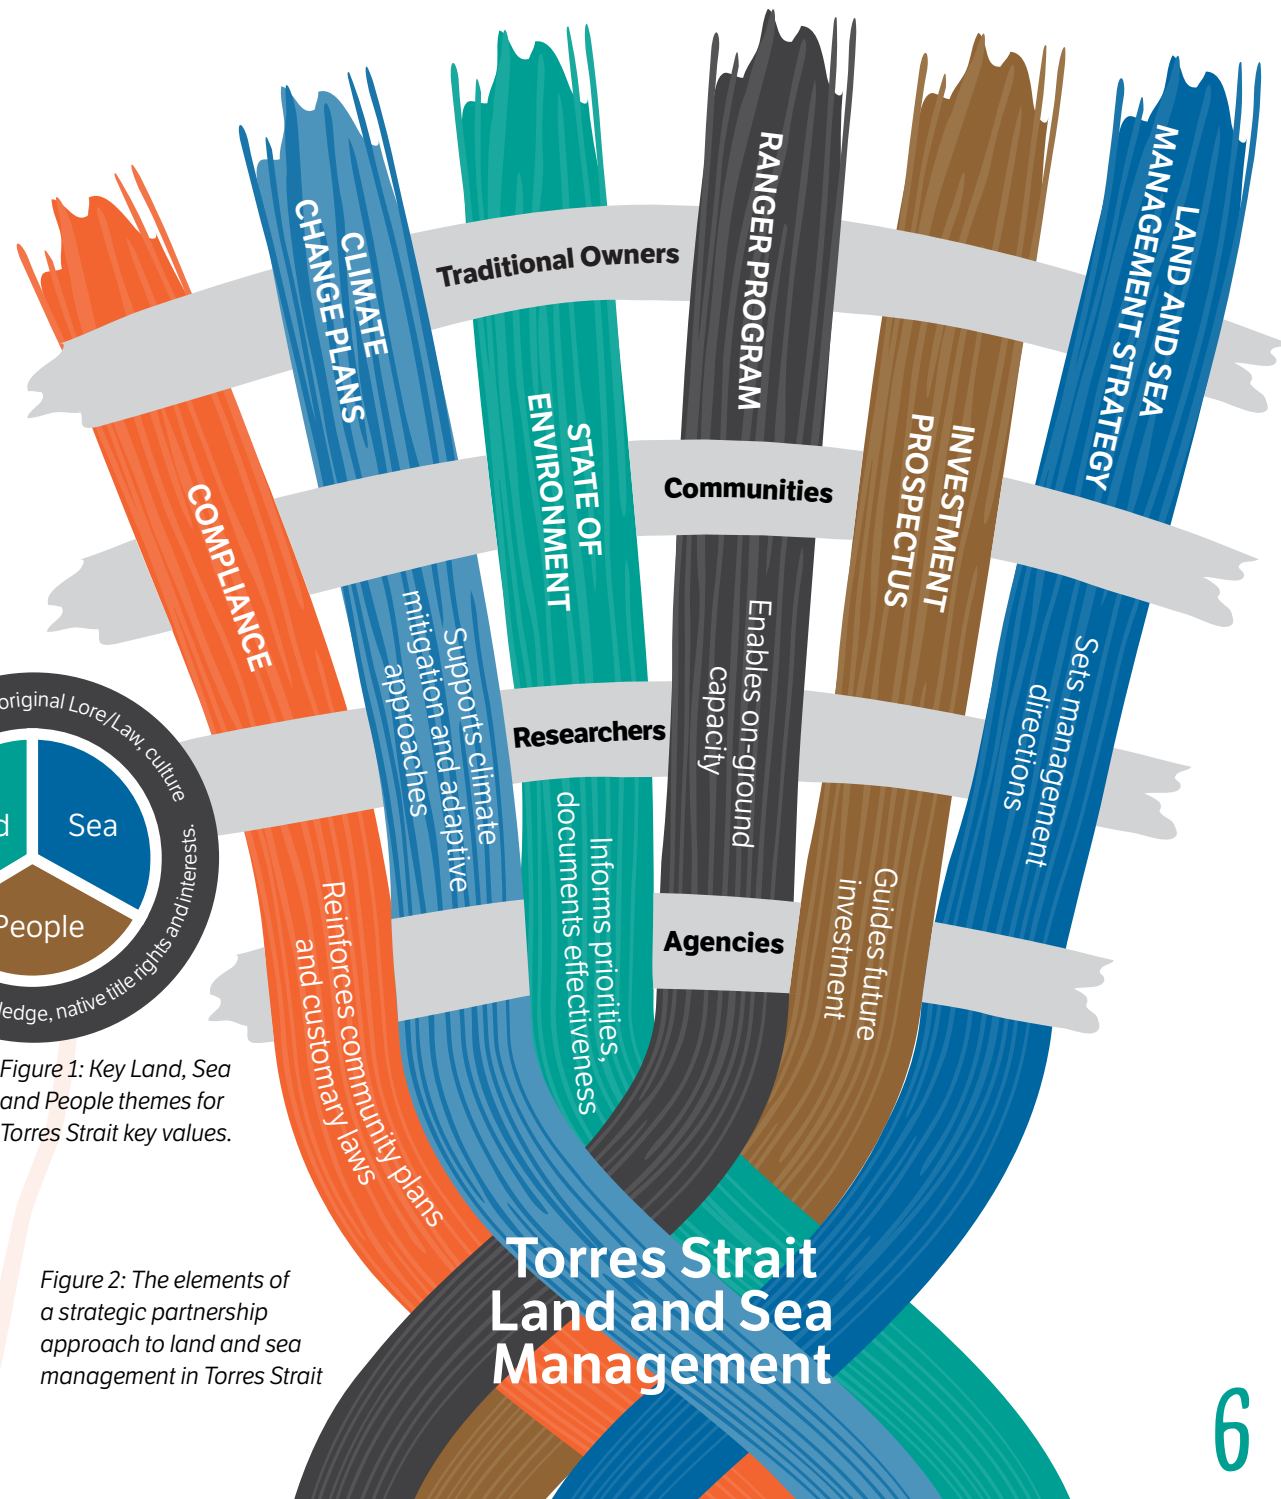 COMPLIANCE
Reinforces community plans
and customary laws
CLIMATE
CHANGE PLANS
Supports climate
mitigation and adaptive
approaches
STATE OF
ENVIRONMENT
Informs priorities,
documents effectiveness
RANGER PROGRAM
Enables on-ground
capacity
INVESTMENT
PROSPECTUS
Guides future
investment
LAND AND SEA
MANAGEMENT STRATEGY
Sets management
directions
Traditional Owners
Communities
Researchers
Agencies
Lore/Law, culture
Sea
People
native title rights and interests.
Figure 1: Key Land, Sea
and People themes for
Torres Strait key values.
Figure 2: The elements of
a strategic partnership
approach to land and sea
management in Torres Strait
Torres Strait
Land and Sea
Management
6